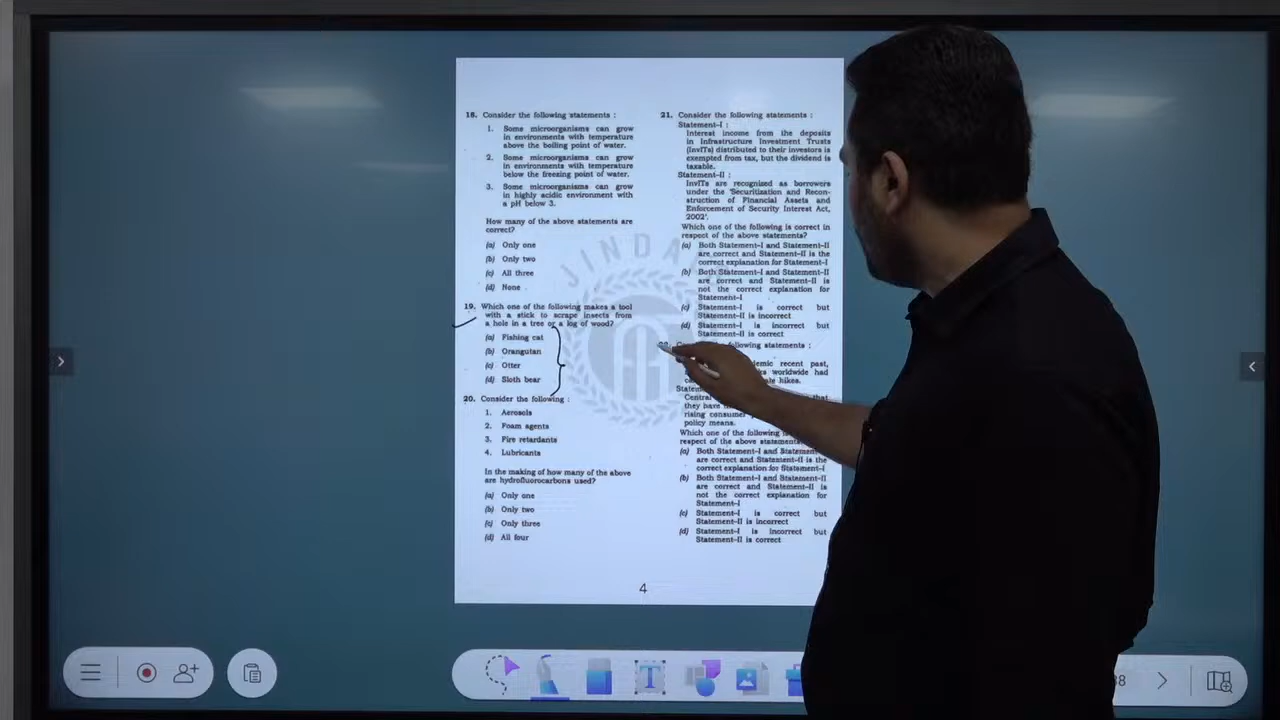 18. Consider the following statements :
1. Some microorganisms can grow
in environments with temperature
above the boiling point of water.
2. Some microorganisms can grow
in environments with temperature
below the freezing point of water.
3. Some microorganisms can grow
in highly acidic environment with
a pH below 3.
How many of the above statements are
correct?
(a) Only one
(b) Only two
(c) All three
(d) None
19. Which one of the following makes a tool
with a stick to scrape insects from
a hole in a tree or a log of wood?
(a) Fishing cat
(b) Orangutan
(c) Otter
(d) Sloth bear
20. Consider the following :
1. Aerosols
2. Foam agents
3. Fire retardants
4. Lubricants
In the making of how many of the above
are hydrofluorocarbons used?
(a) Only one
(b) Only two
(c) Only three
(d) All four
21. Consider the following statements :
Statement-I :
Interest income from the deposits
in Infrastructure Investment Trusts
(InvITs) distributed to their investors is
exempted from tax, but the dividend is
taxable.
Statement-II :
InvITs are recognized as borrowers
under the 'Securitization and Recon-
struction of Financial Assets and
Enforcement of Security Interest Act,
2002'.
Which one of the following is correct in
respect of the above statements?
(a) Both Statement-I and Statement-II
are correct and Statement-II is the
correct explanation for Statement-I
(b) Both Statement-I and Statement-II
are correct and Statement-II is
not the correct explanation for
Statement-I
(c) Statement-I is correct but
Statement-II is incorrect
(d) Statement-I is incorrect but
Statement-II is correct
following statements :
recent past,
worldwide had
hikes.
Central
they have
rising consumer
policy means.
Which one of the following
respect of the above statements
(a) Both Statement-I and
are correct and Statement-II is the
correct explanation for Statement-I
(b) Both Statement-I and Statement-II
are correct and Statement-II is
not the correct explanation for
Statement-I
(c) Statement-I is correct but
Statement-II is incorrect
(d) Statement-I is incorrect but
Statement-II is correct
4
JINDA
T